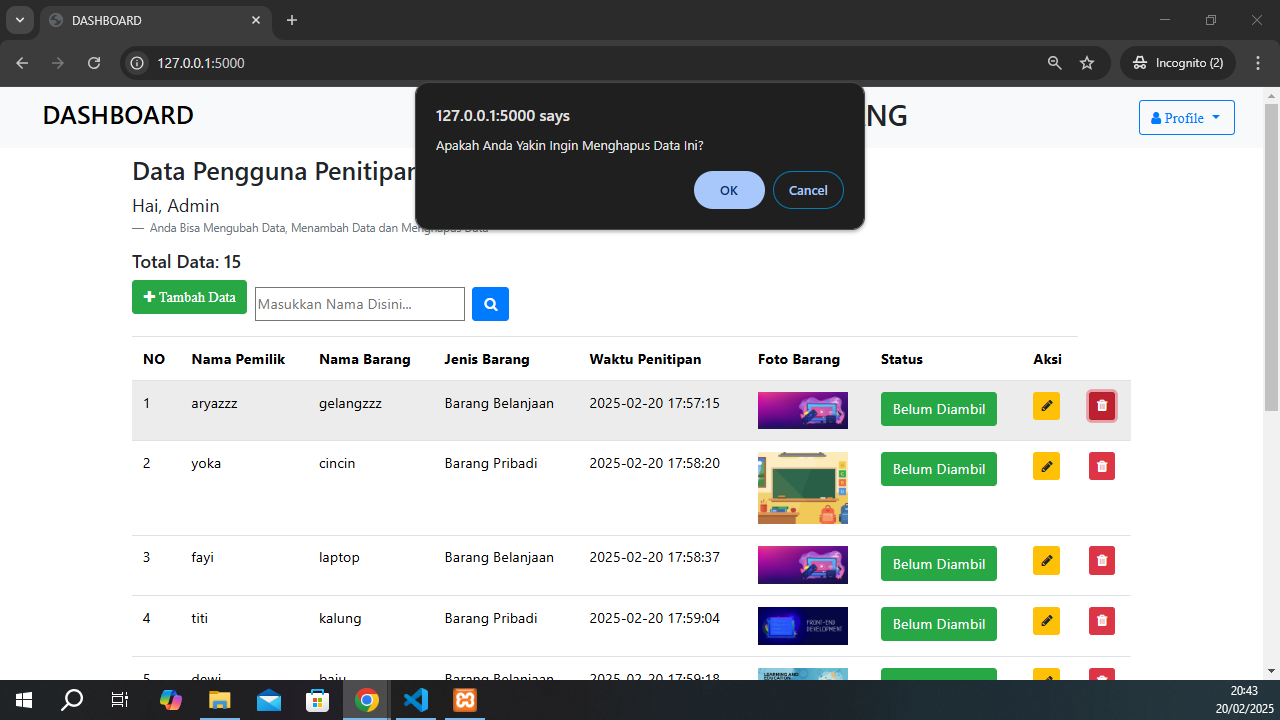 DASHBOARD
127.0.0.1:5000
Incognito (2)
127.0.0.1:5000 says
Apakah Anda Yakin Ingin Menghapus Data Ini?
OK Cancel
DASHBOARD
Profile
Data Pengguna Penitipan
Hai, Admin
— Anda Bisa Mengubah Data, Menambah Data dan Menghapus Data
Total Data: 15
Tambah Data Masukkan Nama Disini...
NO Nama Pemilik Nama Barang Jenis Barang Waktu Penitipan Foto Barang Status Aksi
1 aryazzz gelangzzz Barang Belanjaan 2025-02-20 17:57:15 Belum Diambil
2 yoka cincin Barang Pribadi 2025-02-20 17:58:20 Belum Diambil
3 fayi laptop Barang Belanjaan 2025-02-20 17:58:37 Belum Diambil
4 titi kalung Barang Pribadi 2025-02-20 17:59:04 FRONT-END DEVELOPMENT Belum Diambil
5 dewi baju Barang Belanjaan 2025-02-20 17:59:18 LEARNING AND EDUCATION
20:43
20/02/2025